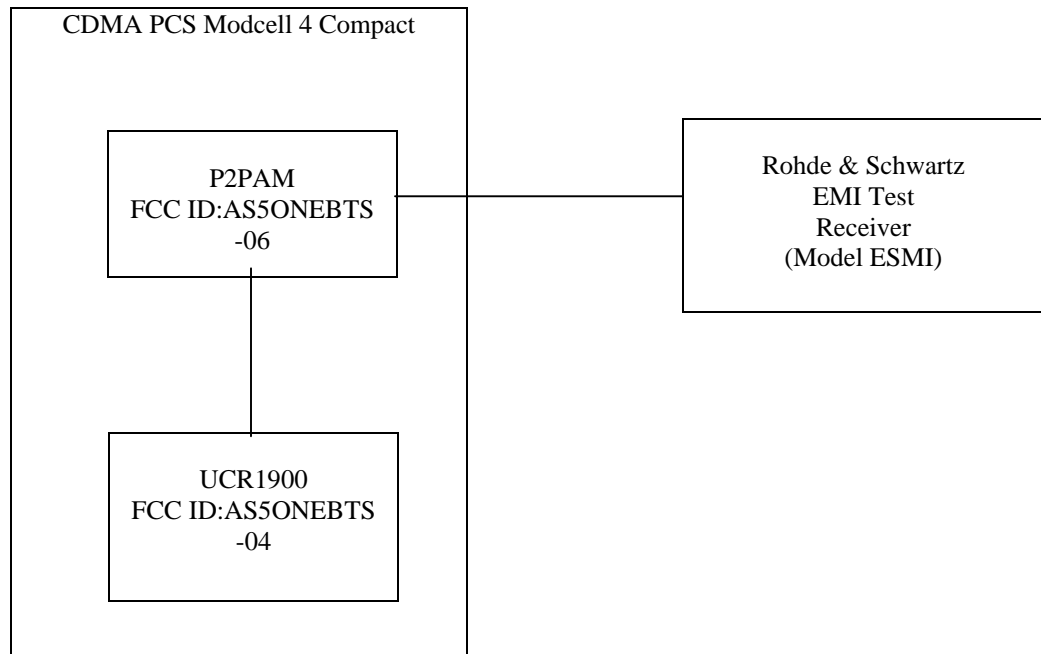 CDMA PCS Modcell 4 Compact
P2PAM
FCC ID:AS5ONEBTS
-06
Rohde & Schwartz
EMI Test
Receiver
(Model ESMI)
UCR1900
FCC ID:AS5ONEBTS
-04